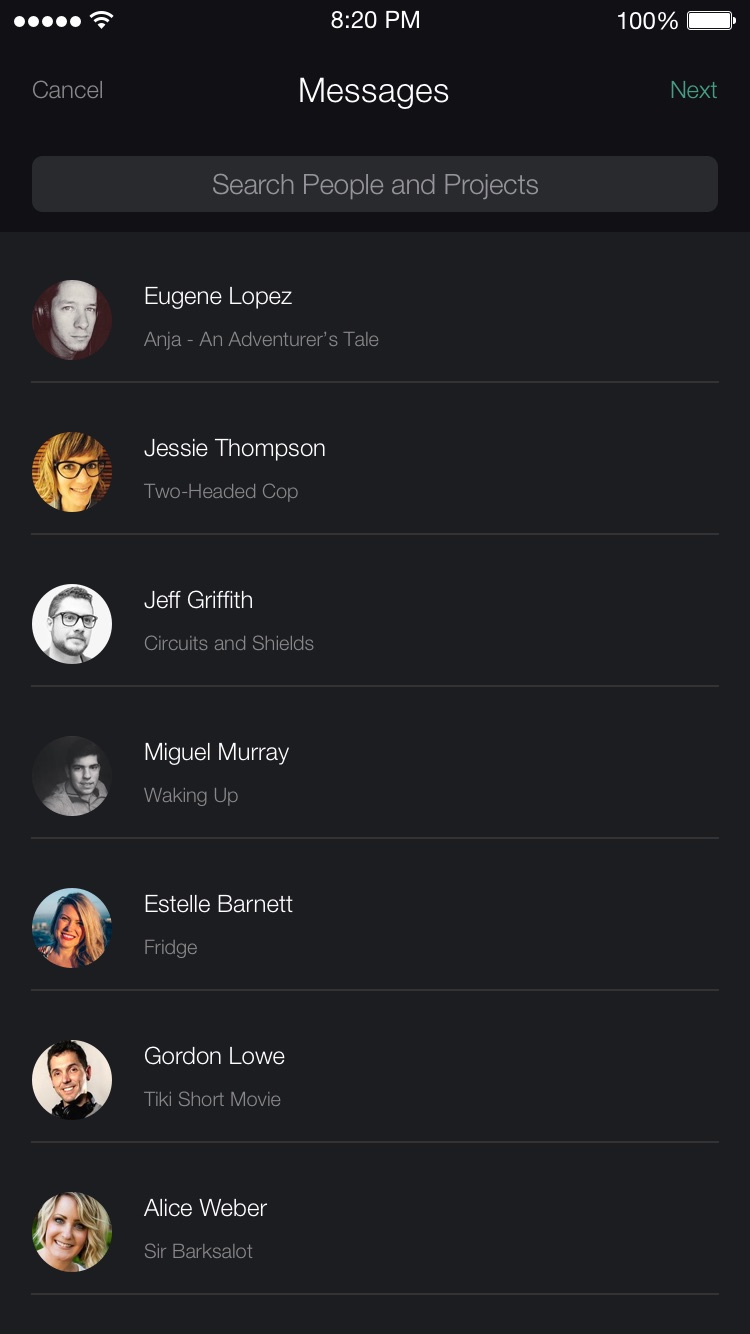 8:20 PM 100%
Cancel Messages Next
Search People and Projects
Eugene Lopez
Anja - An Adventurer’s Tale
Jessie Thompson
Two-Headed Cop
Jeff Griffith
Circuits and Shields
Miguel Murray
Waking Up
Estelle Barnett
Fridge
Gordon Lowe
Tiki Short Movie
Alice Weber
Sir Barksalot